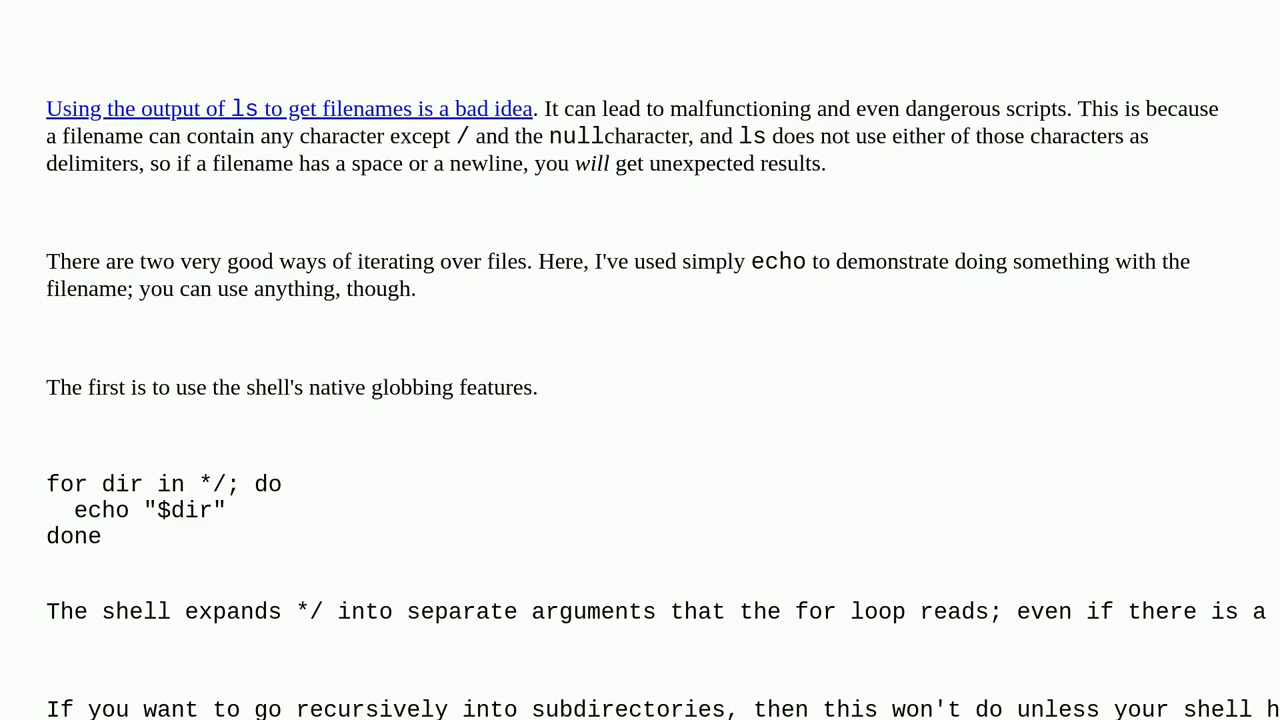 Using the output of ls to get filenames is a bad idea. It can lead to malfunctioning and even dangerous scripts. This is because
a filename can contain any character except / and the nullcharacter, and ls does not use either of those characters as
delimiters, so if a filename has a space or a newline, you will get unexpected results.
There are two very good ways of iterating over files. Here, I've used simply echo to demonstrate doing something with the
filename; you can use anything, though.
The first is to use the shell's native globbing features.
for dir in */; do
  echo "$dir"
done
The shell expands */ into separate arguments that the for loop reads; even if there is a
If you want to go recursively into subdirectories, then this won't do unless your shell h